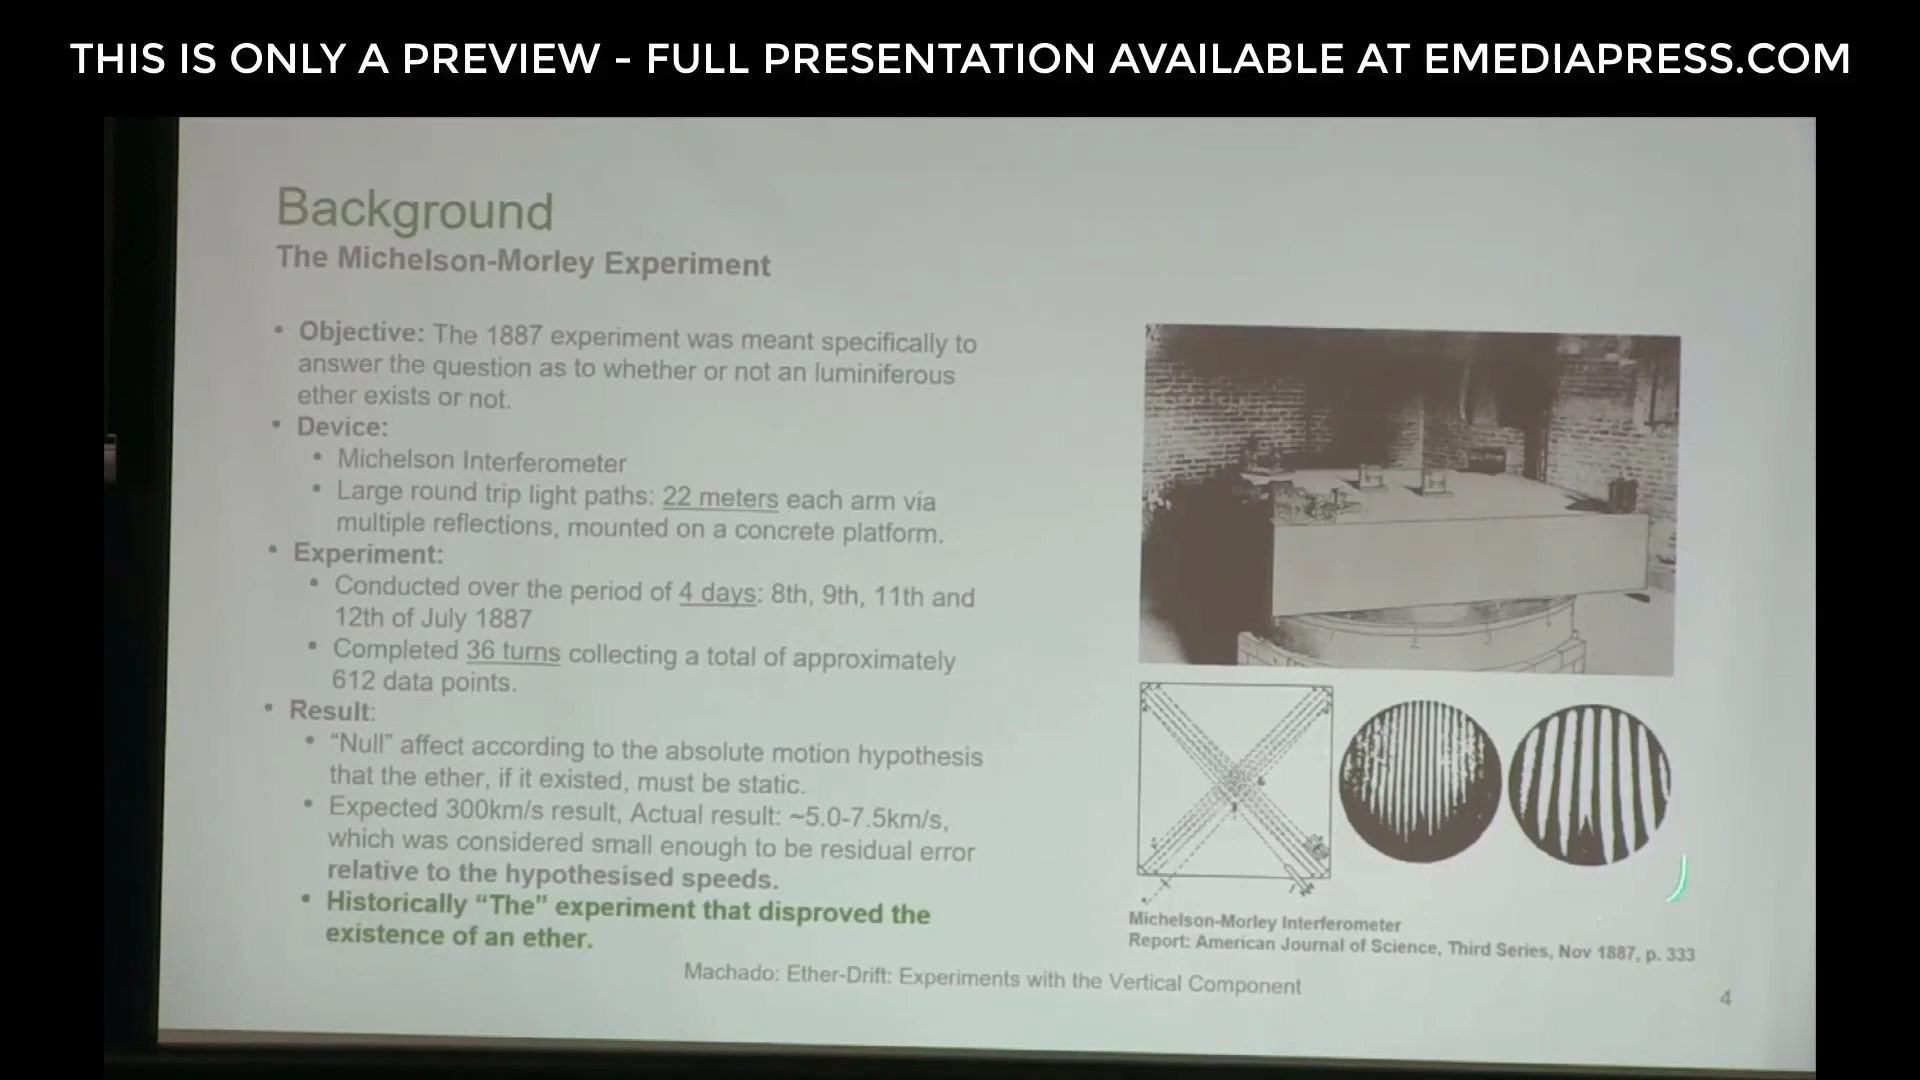 THIS IS ONLY A PREVIEW - FULL PRESENTATION AVAILABLE AT EMEDIAPRESS.COM
Background
The Michelson-Morley Experiment
• Objective: The 1887 experiment was meant specifically to
answer the question as to whether or not an luminiferous
ether exists or not.
• Device:
• Michelson Interferometer
• Large round trip light paths: 22 meters each arm via
multiple reflections, mounted on a concrete platform.
• Experiment:
• Conducted over the period of 4 days: 8th, 9th, 11th and
12th of July 1887
• Completed 36 turns collecting a total of approximately
612 data points.
• Result:
• “Null” affect according to the absolute motion hypothesis
that the ether, if it existed, must be static.
• Expected 300km/s result, Actual result: ~5.0-7.5km/s,
which was considered small enough to be residual error
relative to the hypothesised speeds.
• Historically “The” experiment that disproved the
existence of an ether.
Michelson-Morley Interferometer
Report: American Journal of Science, Third Series, Nov 1887, p. 333
Machado: Ether-Drift: Experiments with the Vertical Component
4